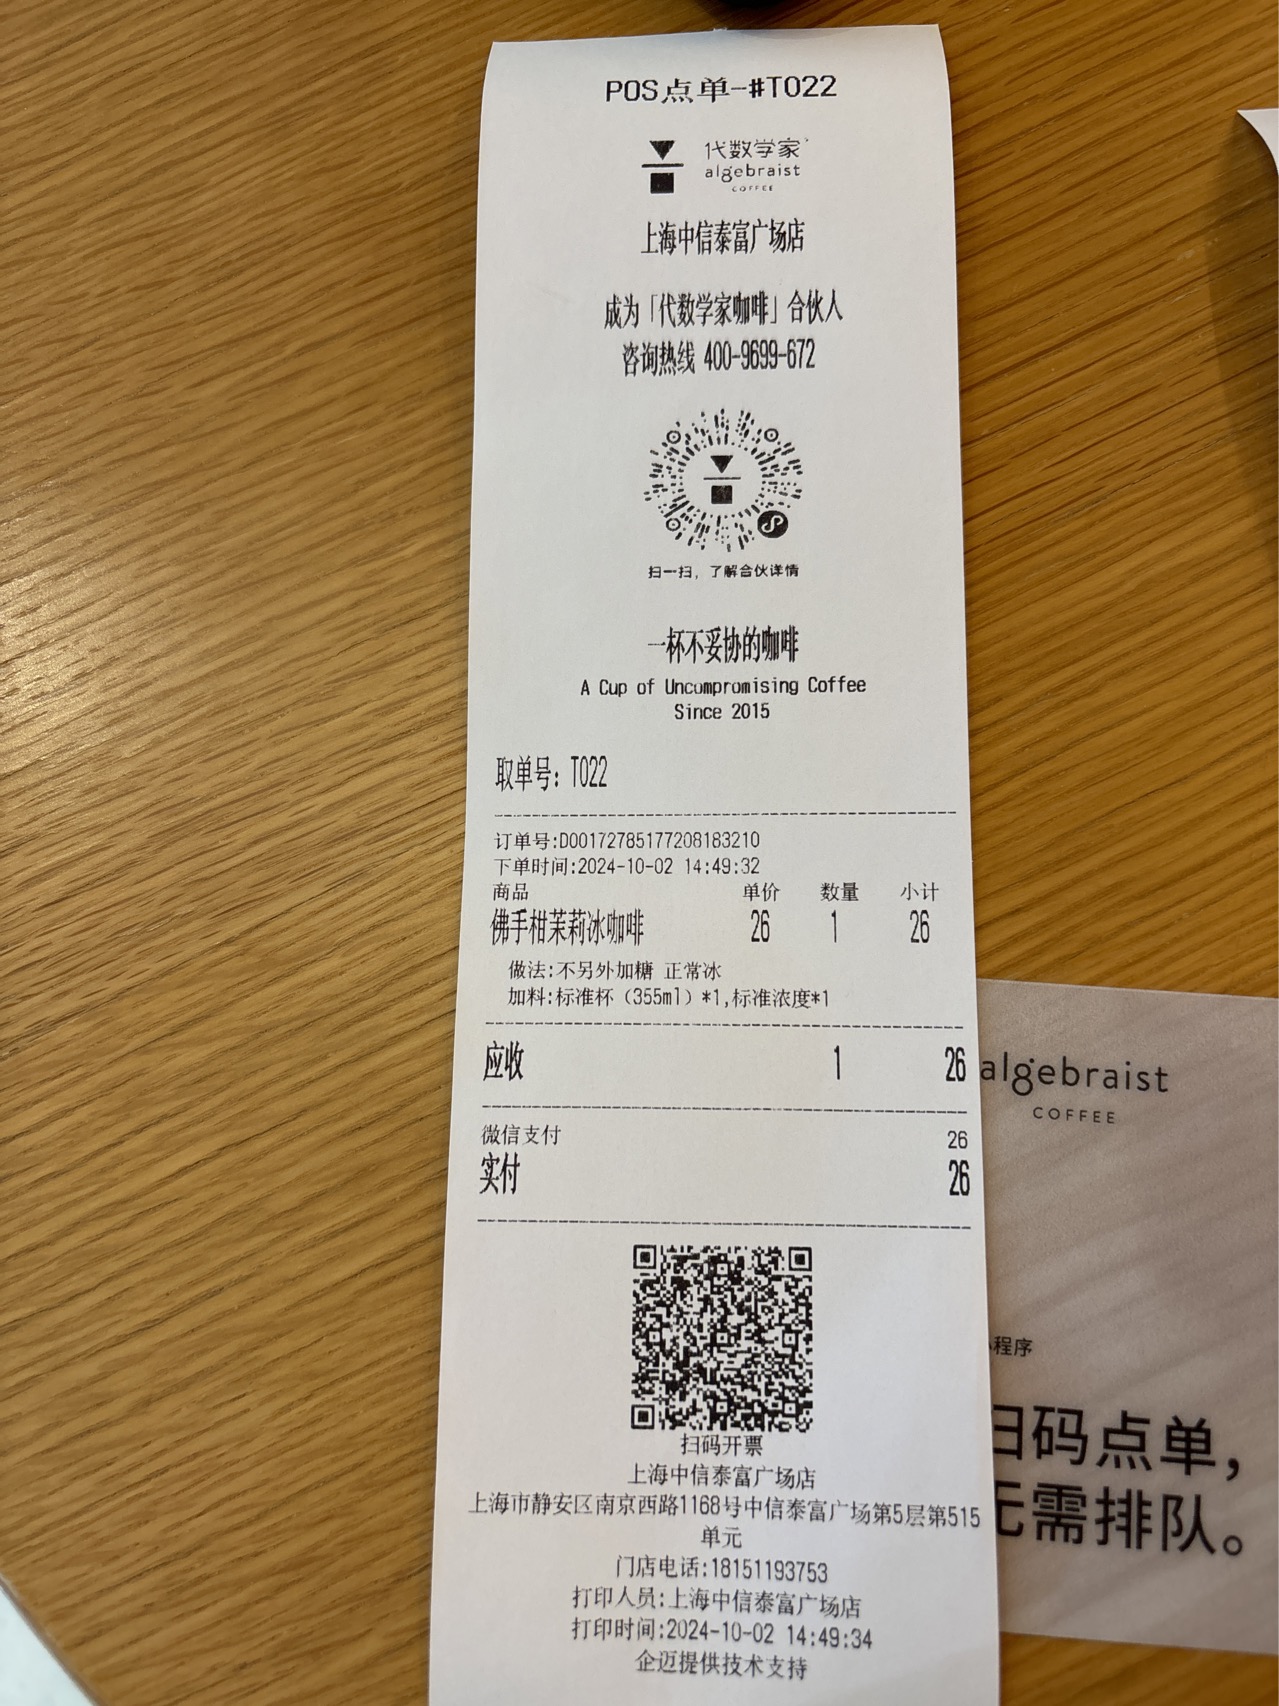 POS点单-#T022
代数学家
algebraist
COFFEE
上海中信泰富广场店
成为「代数学家咖啡」合伙人
咨询热线 400-9699-672
扫一扫，了解合伙详情
一杯不妥协的咖啡
A Cup of Uncompromising Coffee
Since 2015
取单号: T022
订单号:D00172785177208183210
下单时间:2024-10-02 14:49:32
商品 单价 数量 小计
佛手柑茉莉冰咖啡 26 1 26
做法:不另外加糖 正常冰
加料:标准杯（355ml）*1,标准浓度*1
应收 1 26
微信支付 26
实付 26
扫码开票
上海中信泰富广场店
上海市静安区南京西路1168号中信泰富广场第5层第515
单元
门店电话:18151193753
打印人员:上海中信泰富广场店
打印时间:2024-10-02 14:49:34
企迈提供技术支持
algebraist
COFFEE
程序
码点单，
需排队。